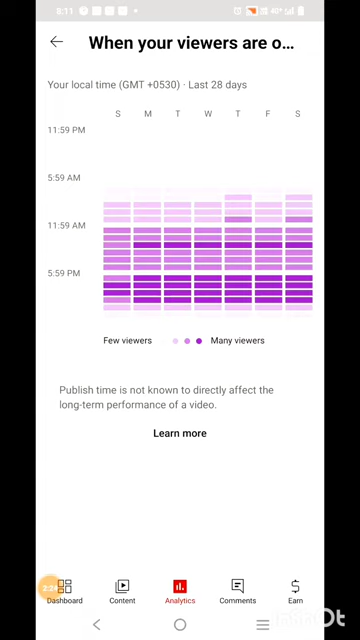 8:11
4G+
When your viewers are o...
Your local time (GMT +0530) · Last 28 days
S M T W T F S
11:59 PM
5:59 AM
11:59 AM
5:59 PM
Few viewers Many viewers
Publish time is not known to directly affect the
long-term performance of a video.
Learn more
Dashboard Content Analytics Comments Earn